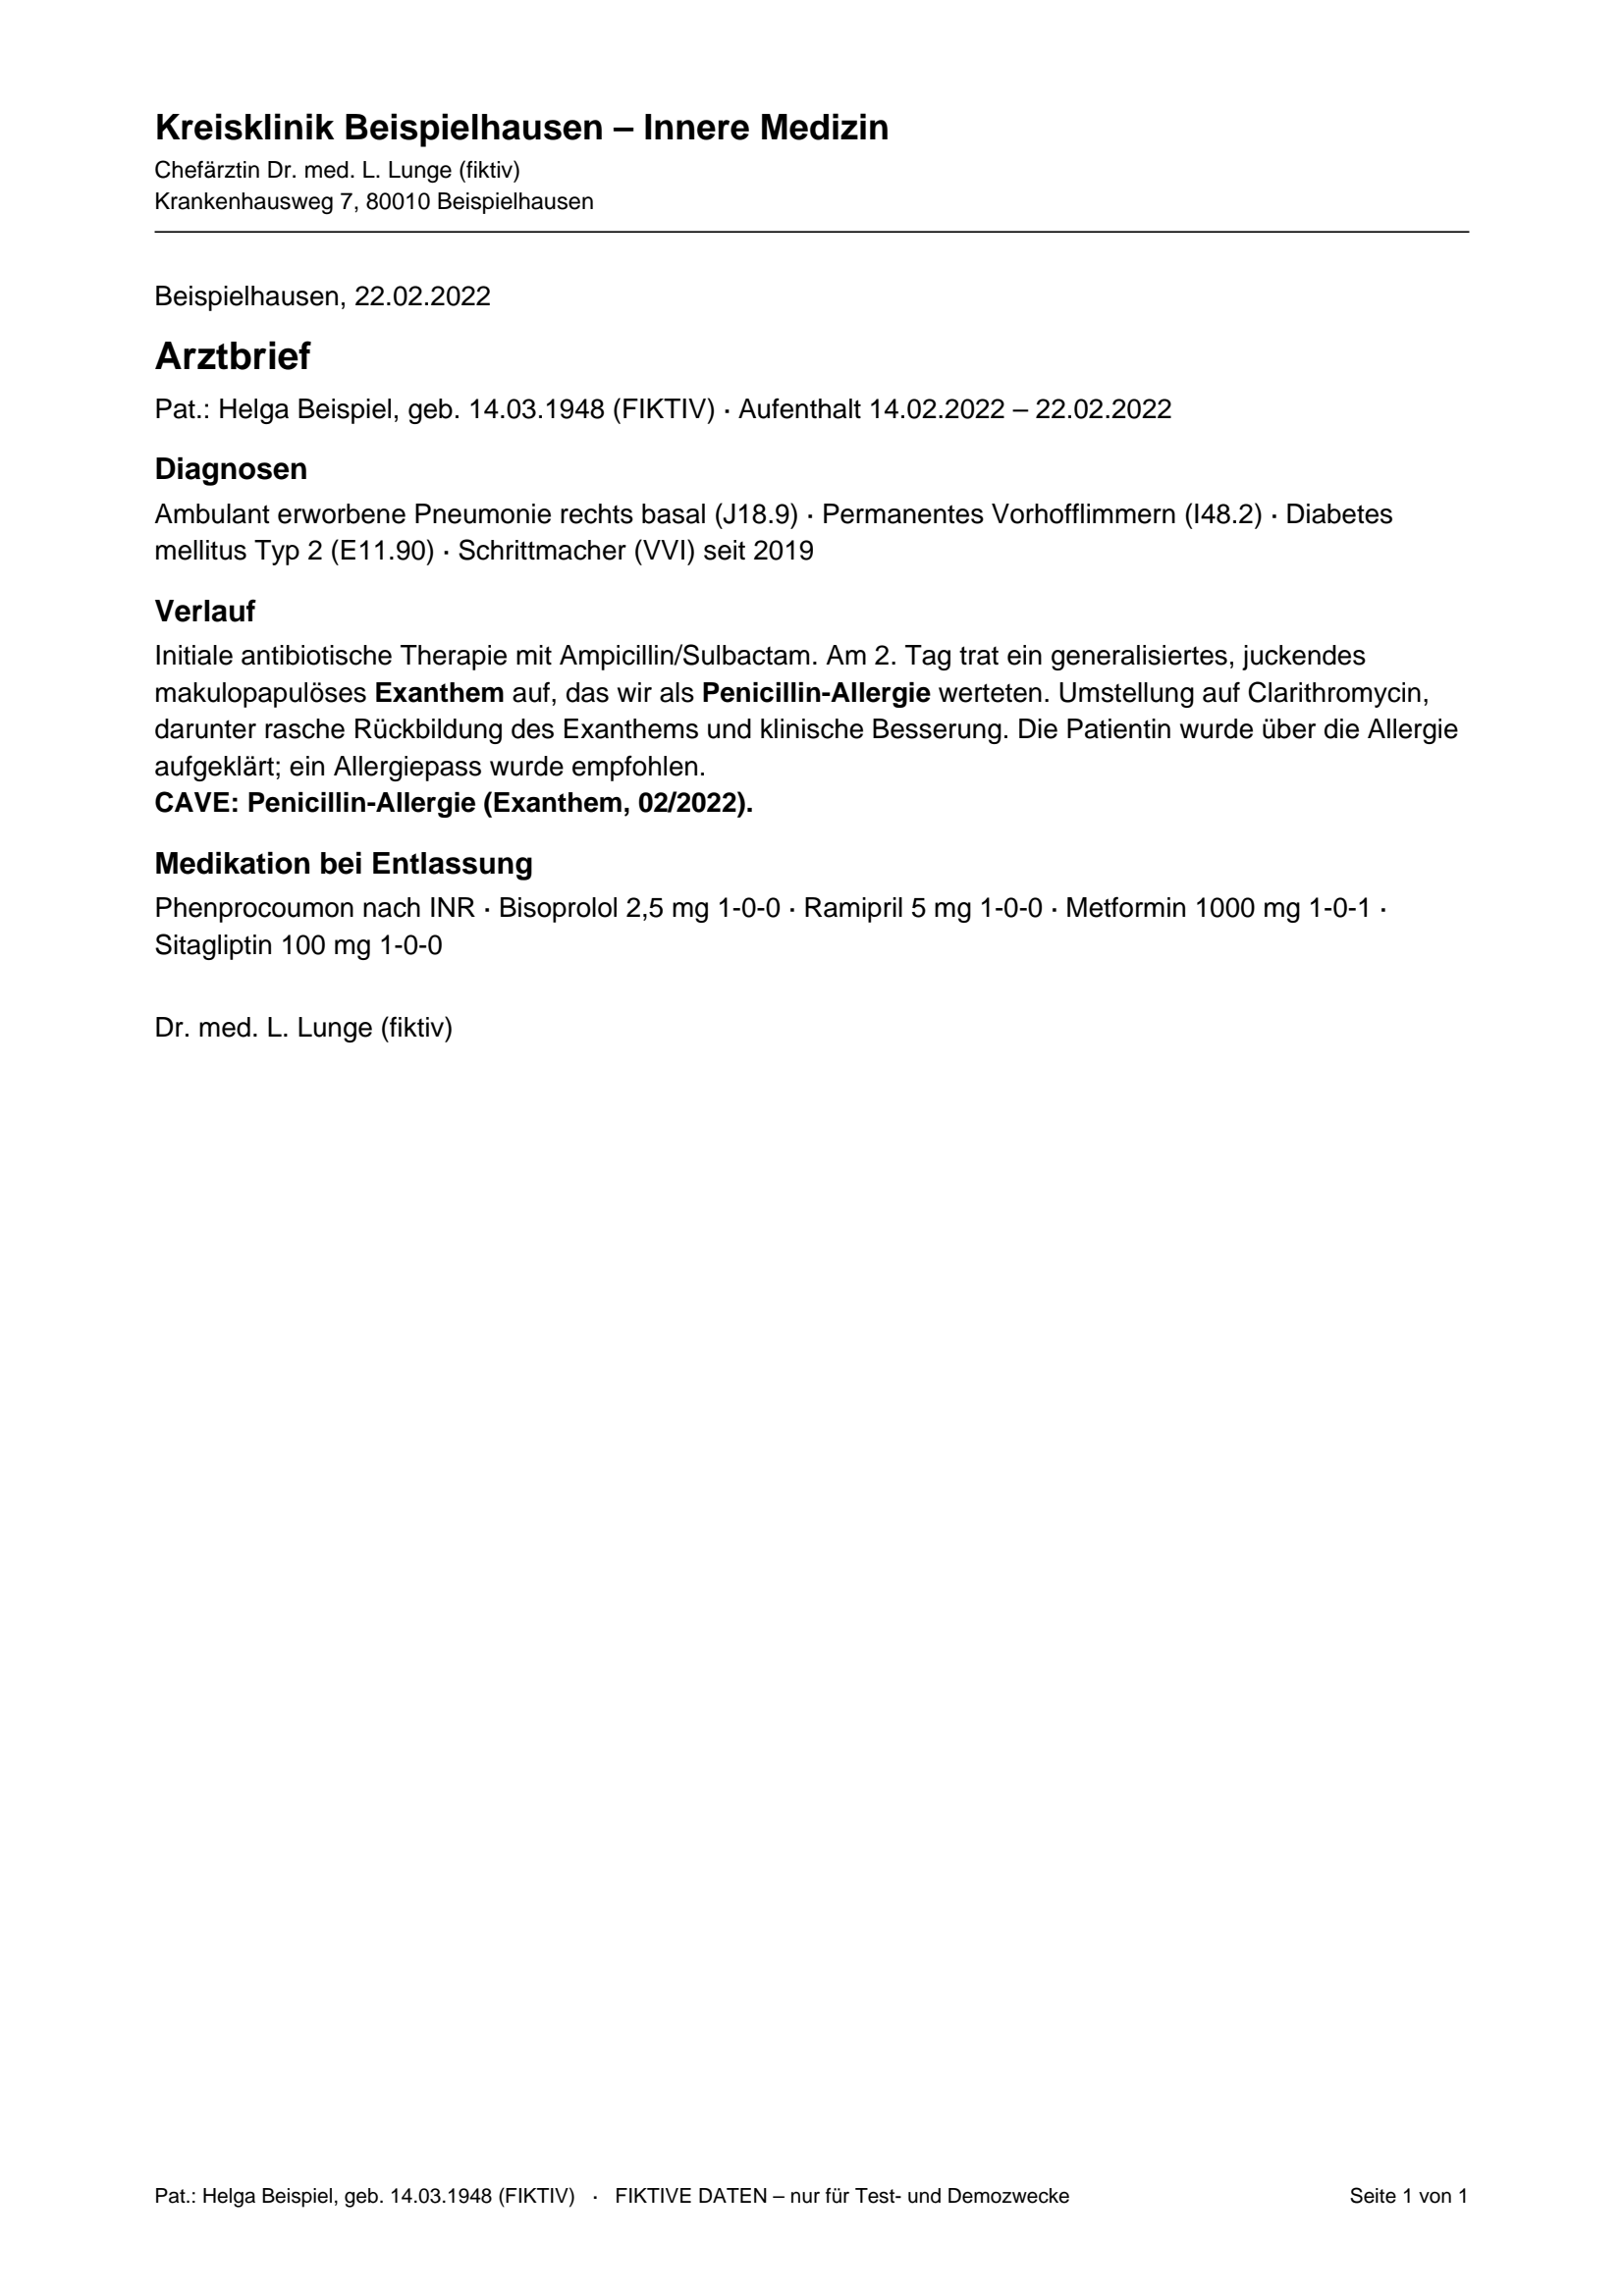 Kreisklinik Beispielhausen – Innere Medizin
Chefärztin Dr. med. L. Lunge (fiktiv)
Krankenhausweg 7, 80010 Beispielhausen
Beispielhausen, 22.02.2022
Arztbrief
Pat.: Helga Beispiel, geb. 14.03.1948 (FIKTIV) · Aufenthalt 14.02.2022 – 22.02.2022
Diagnosen
Ambulant erworbene Pneumonie rechts basal (J18.9) · Permanentes Vorhofflimmern (I48.2) · Diabetes
mellitus Typ 2 (E11.90) · Schrittmacher (VVI) seit 2019
Verlauf
Initiale antibiotische Therapie mit Ampicillin/Sulbactam. Am 2. Tag trat ein generalisiertes, juckendes
makulopapulöses Exanthem auf, das wir als Penicillin-Allergie werteten. Umstellung auf Clarithromycin,
darunter rasche Rückbildung des Exanthems und klinische Besserung. Die Patientin wurde über die Allergie
aufgeklärt; ein Allergiepass wurde empfohlen.
CAVE: Penicillin-Allergie (Exanthem, 02/2022).
Medikation bei Entlassung
Phenprocoumon nach INR · Bisoprolol 2,5 mg 1-0-0 · Ramipril 5 mg 1-0-0 · Metformin 1000 mg 1-0-1 ·
Sitagliptin 100 mg 1-0-0
Dr. med. L. Lunge (fiktiv)
Pat.: Helga Beispiel, geb. 14.03.1948 (FIKTIV) · FIKTIVE DATEN – nur für Test- und Demozwecke Seite 1 von 1